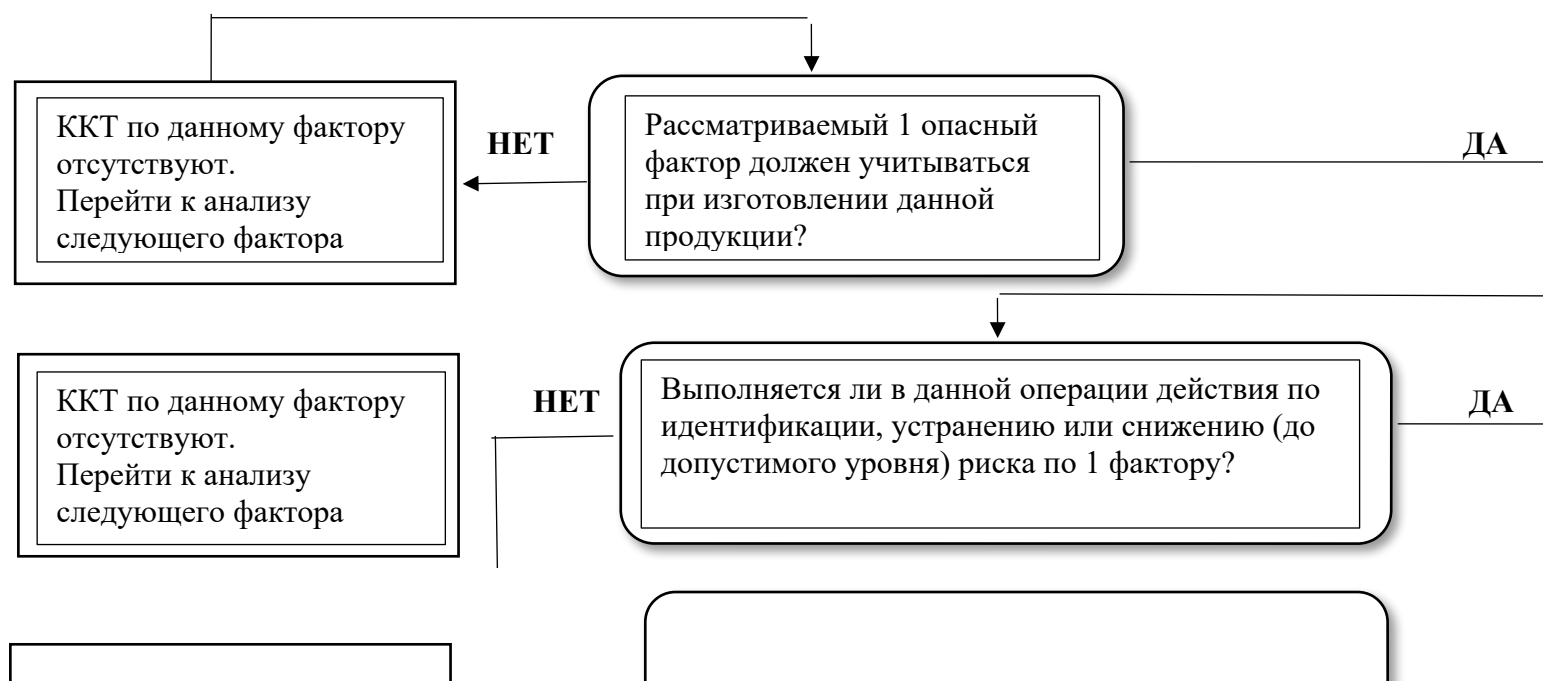 ККТ по данному фактору
отсутствуют.
Перейти к анализу
следующего фактора
НЕТ
Рассматриваемый 1 опасный
фактор должен учитываться
при изготовлении данной
продукции?
ДА
ККТ по данному фактору
отсутствуют.
Перейти к анализу
следующего фактора
НЕТ
Выполняется ли в данной операции действия по
идентификации, устранению или снижению (до
допустимого уровня) риска по 1 фактору?
ДА